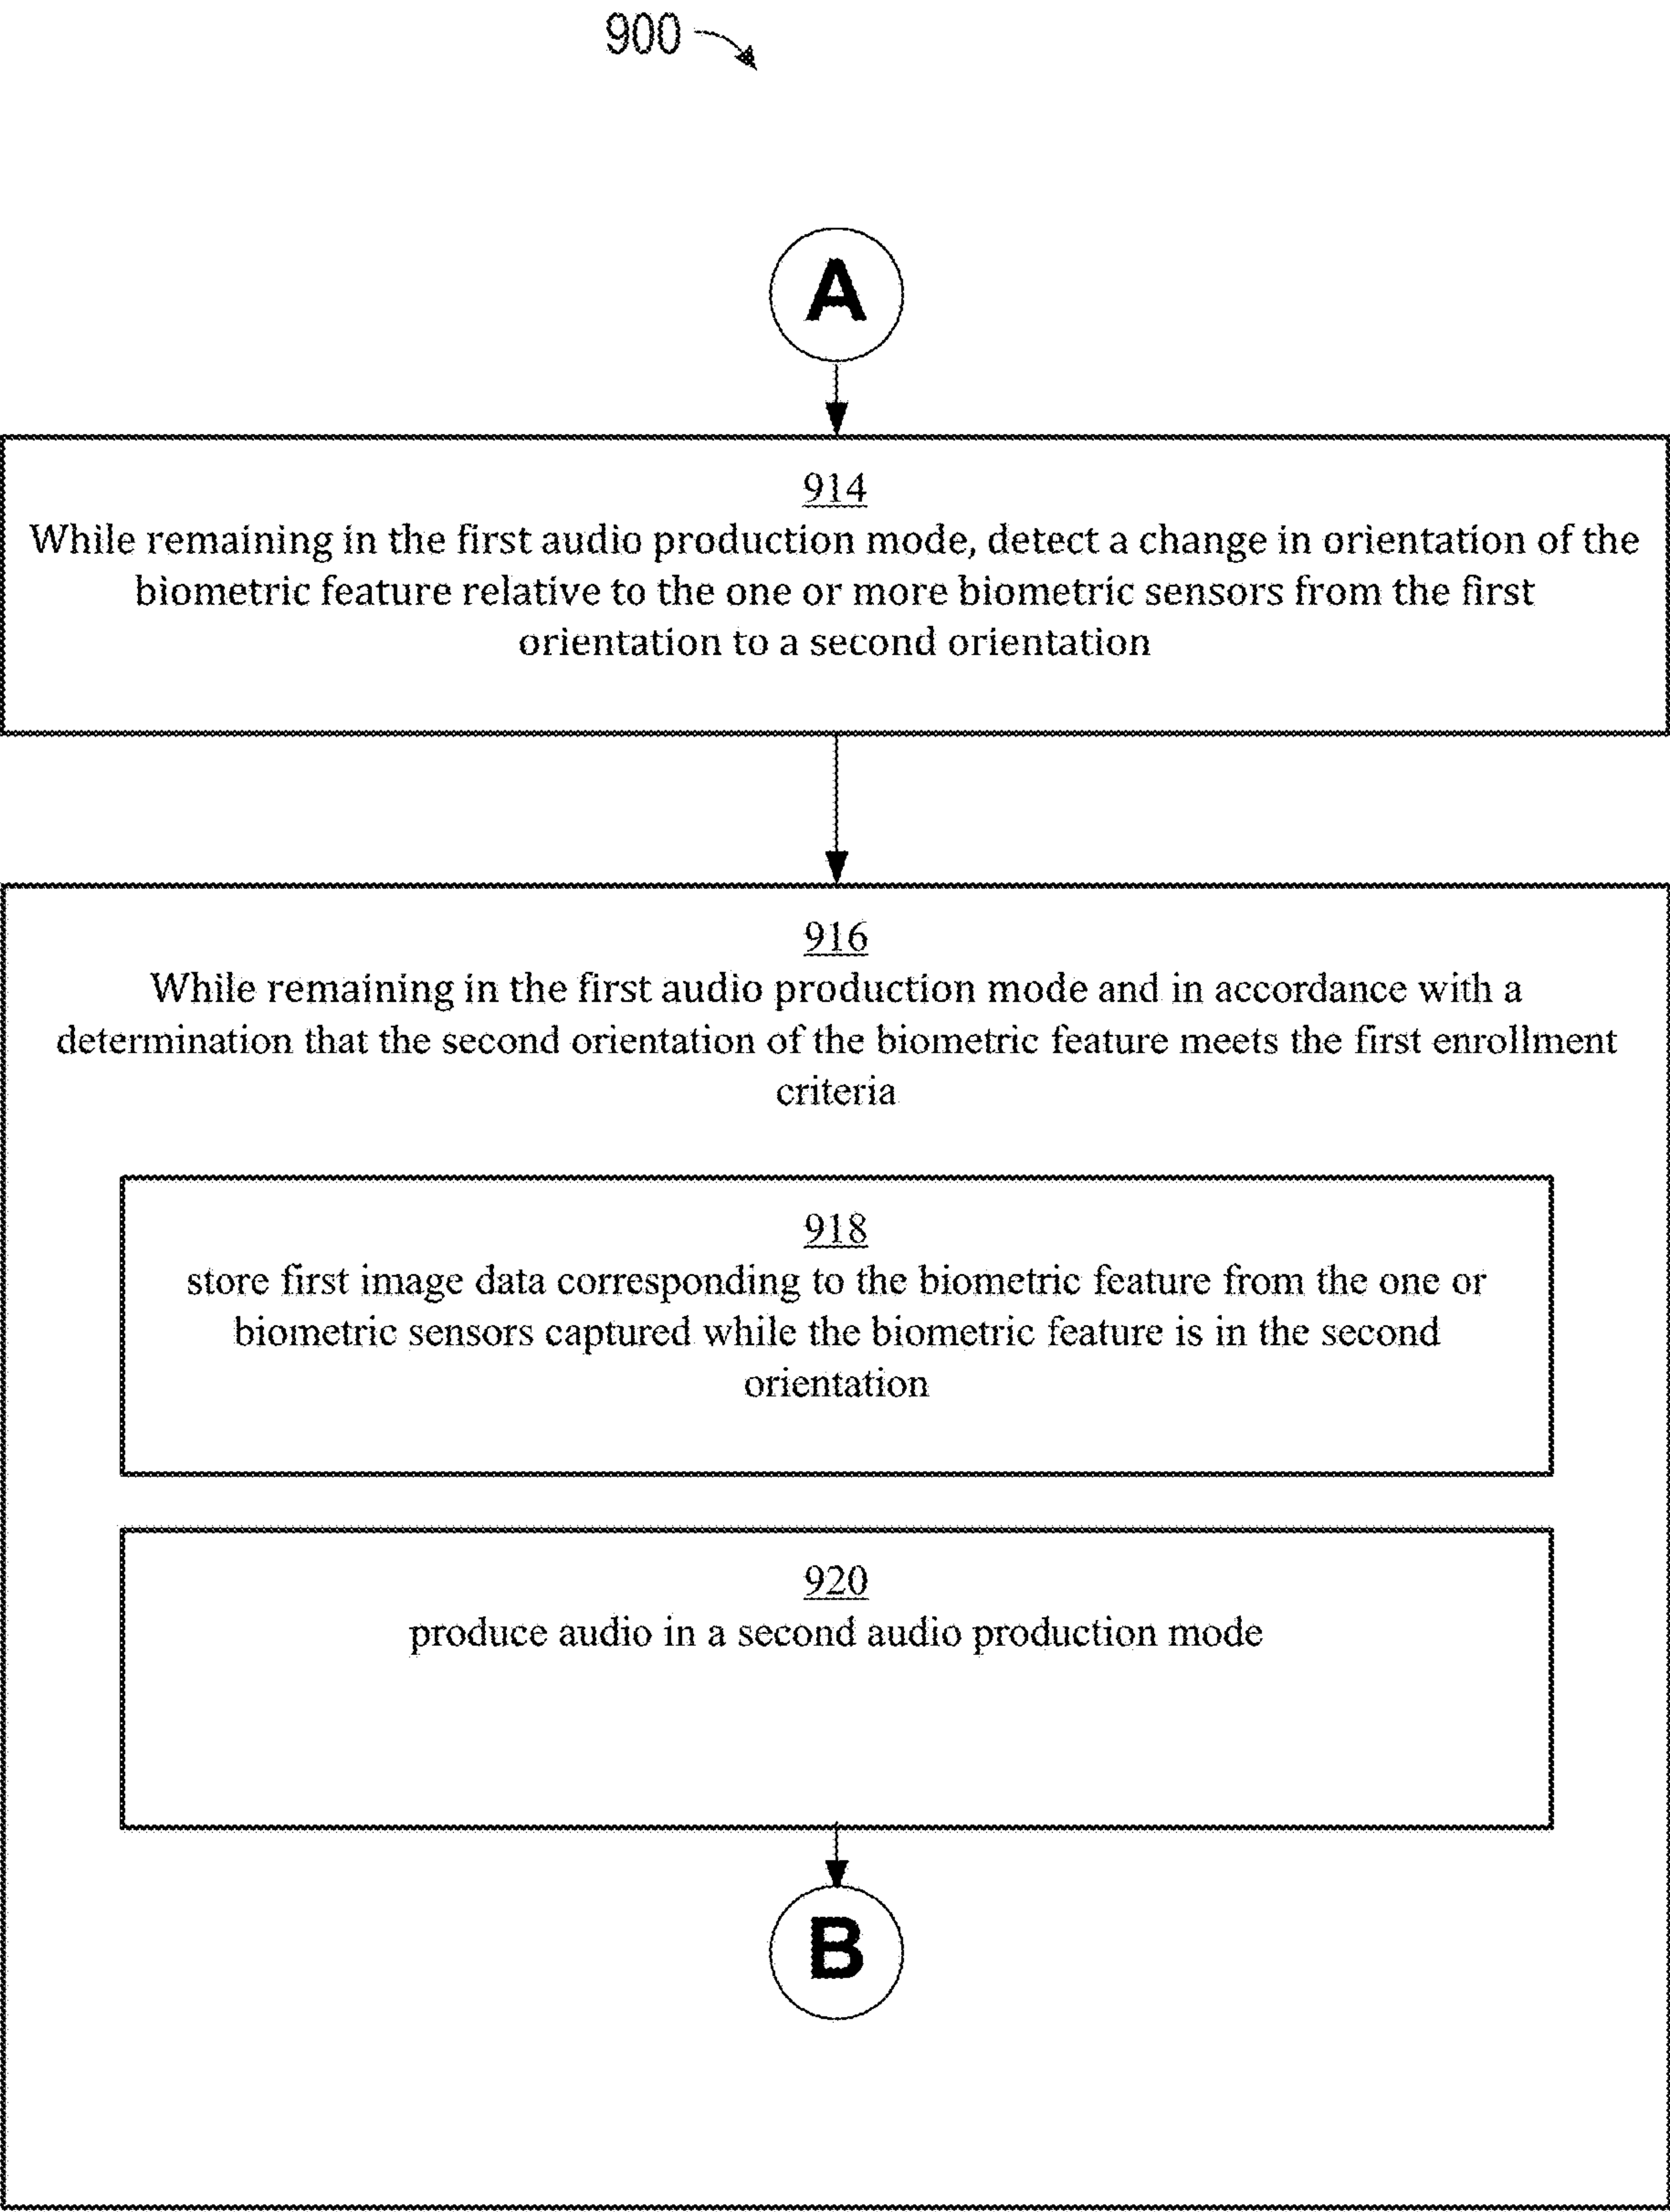 900
A
914
While remaining in the first audio production mode, detect a change in orientation of the
biometric feature relative to the one or more biometric sensors from the first
orientation to a second orientation
916
While remaining in the first audio production mode and in accordance with a
determination that the second orientation of the biometric feature meets the first enrollment
criteria
918
store first image data corresponding to the biometric feature from the one or
biometric sensors captured while the biometric feature is in the second
orientation
920
produce audio in a second audio production mode
B